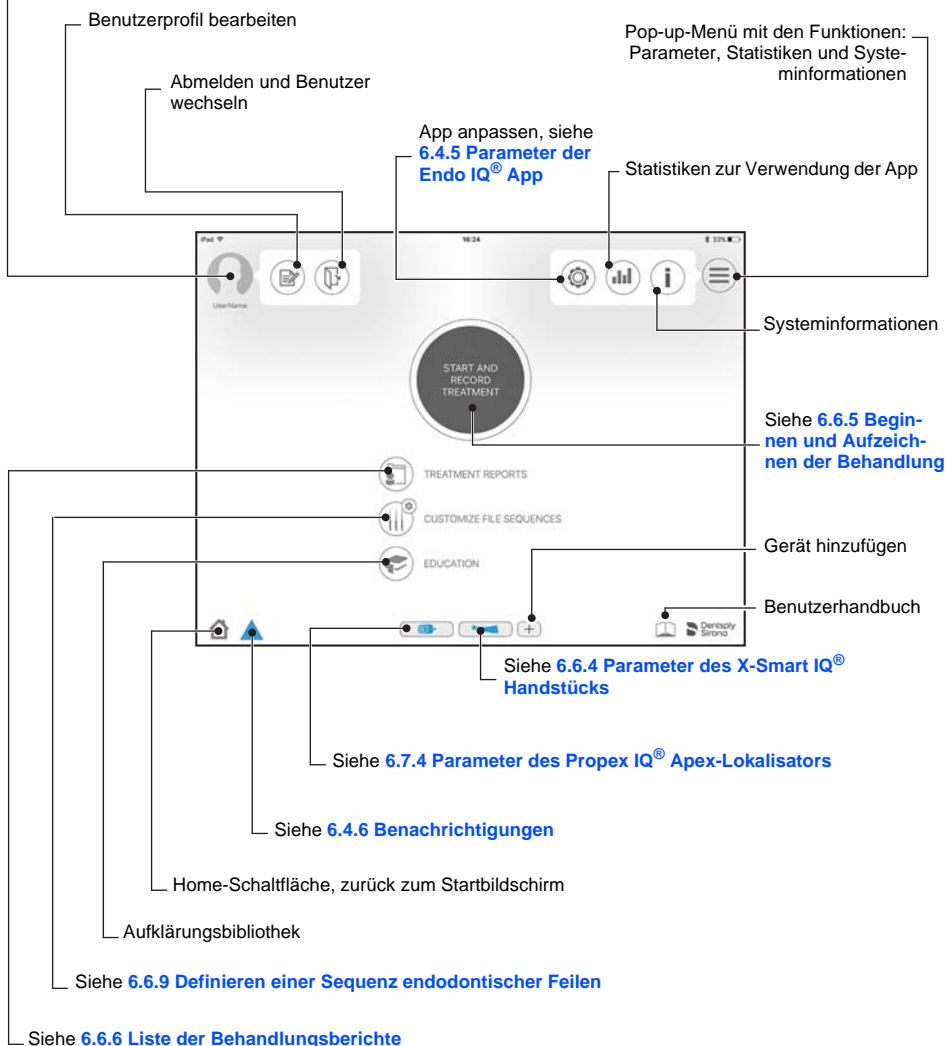 Benutzerprofil bearbeiten
Pop-up-Menü mit den Funktionen:
Parameter, Statistiken und Syste-
minformationen
Abmelden und Benutzer
wechseln
App anpassen, siehe
6.4.5 Parameter der
Endo IQ® App
Statistiken zur Verwendung der App
iPad
16:24
33%
UserName
Systeminformationen
START AND
RECORD
TREATMENT
Siehe 6.6.5 Begin-
nen und Aufzeich-
nen der Behandlung
TREATMENT REPORTS
CUSTOMIZE FILE SEQUENCES
Gerät hinzufügen
EDUCATION
Benutzerhandbuch
Dentsply
Sirona
Siehe 6.6.4 Parameter des X-Smart IQ®
Handstücks
Siehe 6.7.4 Parameter des Propex IQ® Apex-Lokalisators
Siehe 6.4.6 Benachrichtigungen
Home-Schaltfläche, zurück zum Startbildschirm
Aufklärungsbibliothek
Siehe 6.6.9 Definieren einer Sequenz endodontischer Feilen
Siehe 6.6.6 Liste der Behandlungsberichte